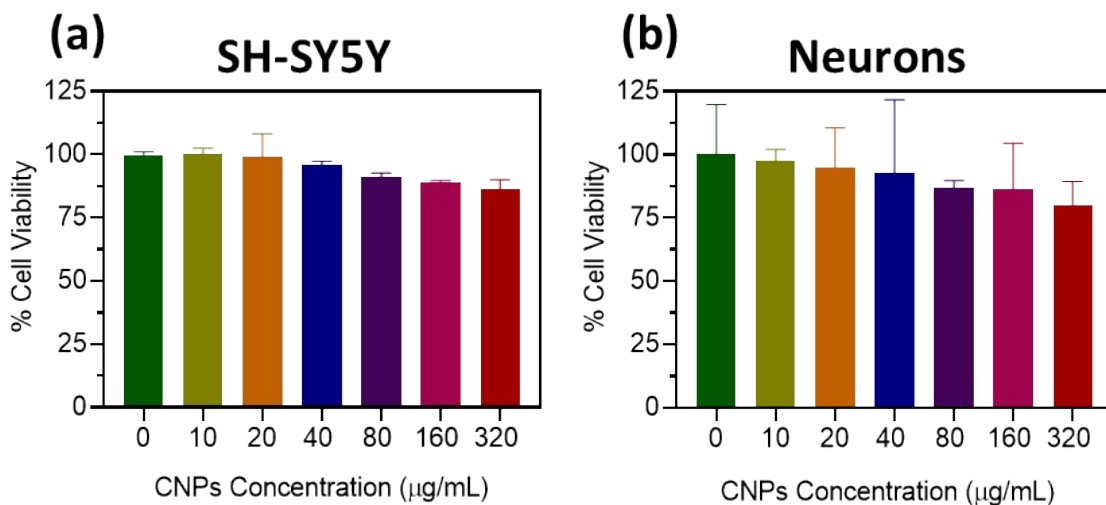 (a) SH-SY5Y
125
100
75
50
25
0
% Cell Viability
0 10 20 40 80 160 320
CNPs Concentration (μg/mL)
(b) Neurons
125
100
75
50
25
0
% Cell Viability
0 10 20 40 80 160 320
CNPs Concentration (μg/mL)